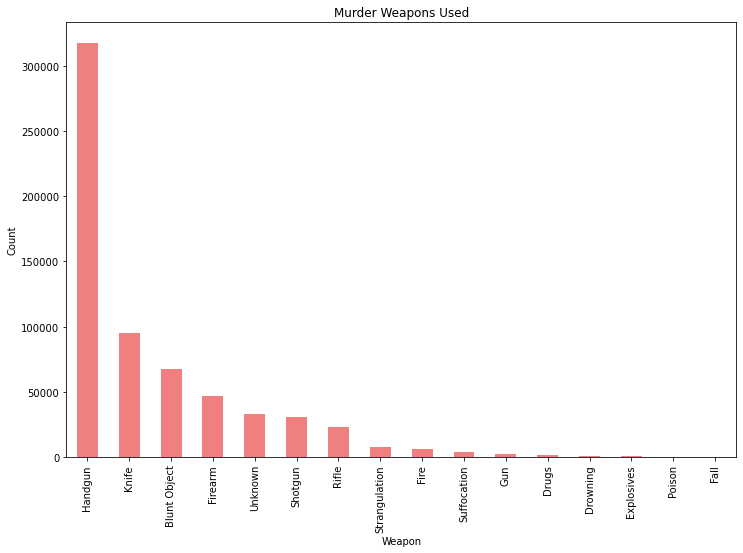 Murder Weapons Used
300000
250000
200000
150000
100000
50000
0
Count
Handgun
Knife
Blunt Object
Firearm
Unknown
Shotgun
Rifle
Strangulation
Fire
Suffocation
Gun
Drugs
Drowning
Explosives
Poison
Fall
Weapon